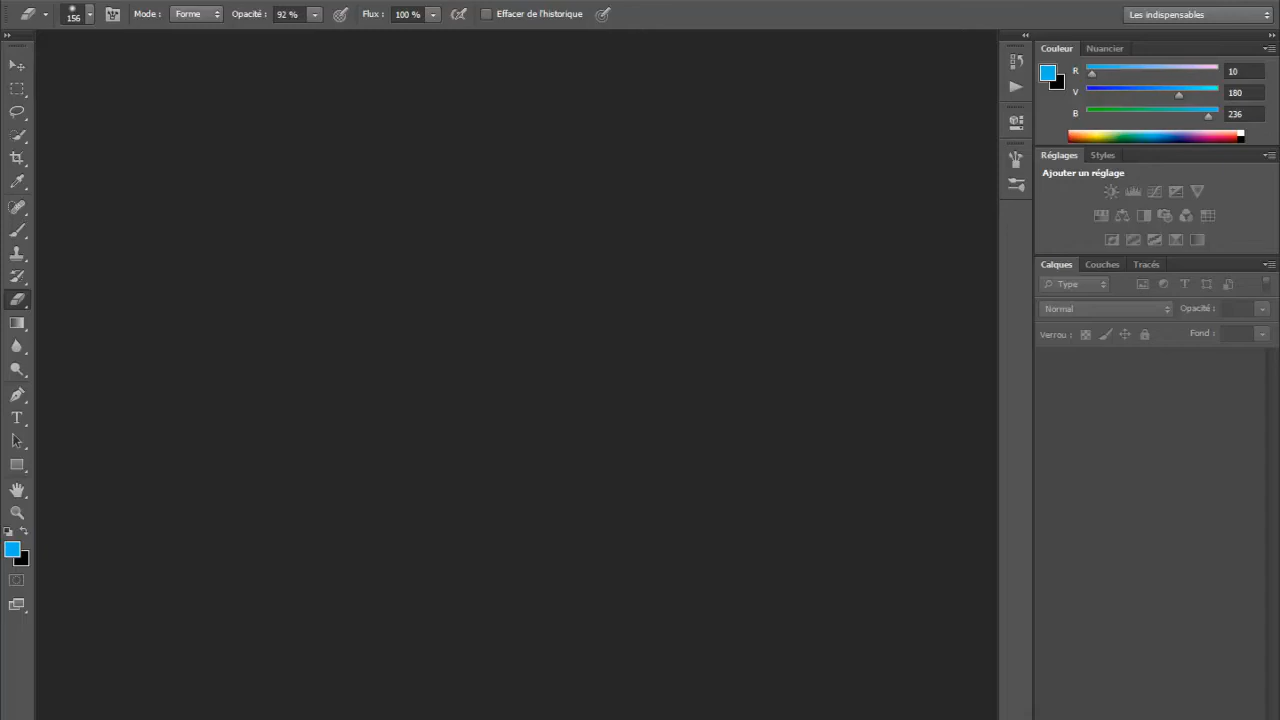 156 Mode : Forme Opacité : 92 % Flux : 100 % Effacer de l'historique Les indispensables
Couleur Nuancier
R 10
V 180
B 236
Réglages Styles
Ajouter un réglage
Calques Couches Tracés
Type
Normal Opacité :
Verrou : Fond :
T